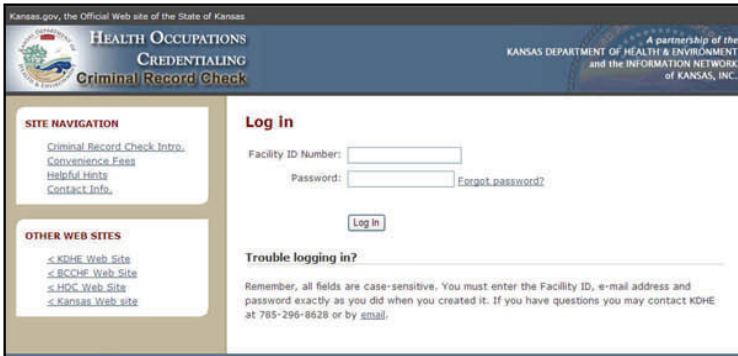 Kansas.gov, the Official Web site of the State of Kansas
HEALTH OCCUPATIONS
CREDENTIALING
Criminal Record Check
A partnership of the
KANSAS DEPARTMENT OF HEALTH & ENVIRONMENT
and the INFORMATION NETWORK
of KANSAS, INC.
SITE NAVIGATION
Criminal Record Check Intro.
Convenience Fees
Helpful Hints
Contact Info.
OTHER WEB SITES
< KDHE Web Site
< BCCHF Web Site
< HOC Web Site
< Kansas Web site
Log in
Facility ID Number:
Password:
Forgot password?
Log In
Trouble logging in?
Remember, all fields are case-sensitive. You must enter the Facility ID, e-mail address and
password exactly as you did when you created it. If you have questions you may contact KDHE
at 785-296-8628 or by email.